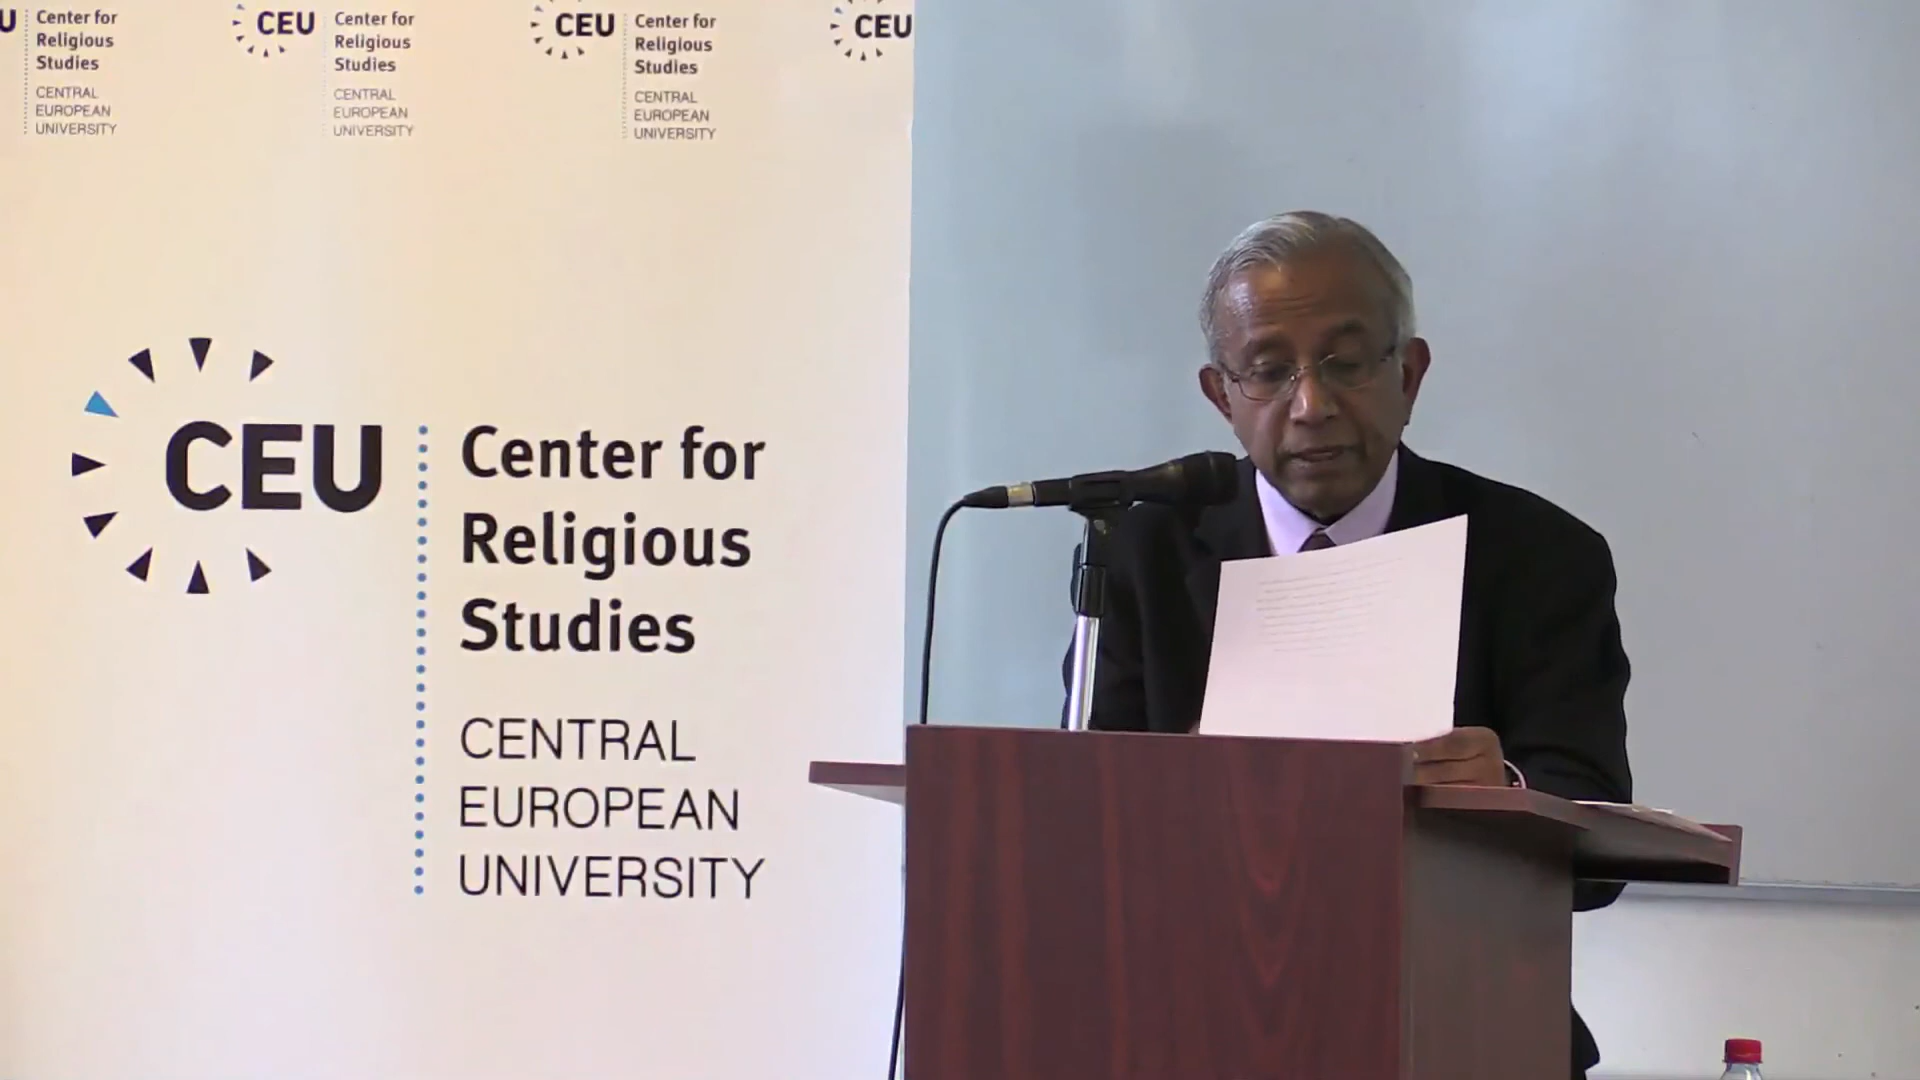 U
Center for
Religious
Studies
CENTRAL
EUROPEAN
UNIVERSITY
CEU
Center for
Religious
Studies
CENTRAL
EUROPEAN
UNIVERSITY
CEU
Center for
Religious
Studies
CENTRAL
EUROPEAN
UNIVERSITY
CEU
CEU
Center for
Religious
Studies
CENTRAL
EUROPEAN
UNIVERSITY